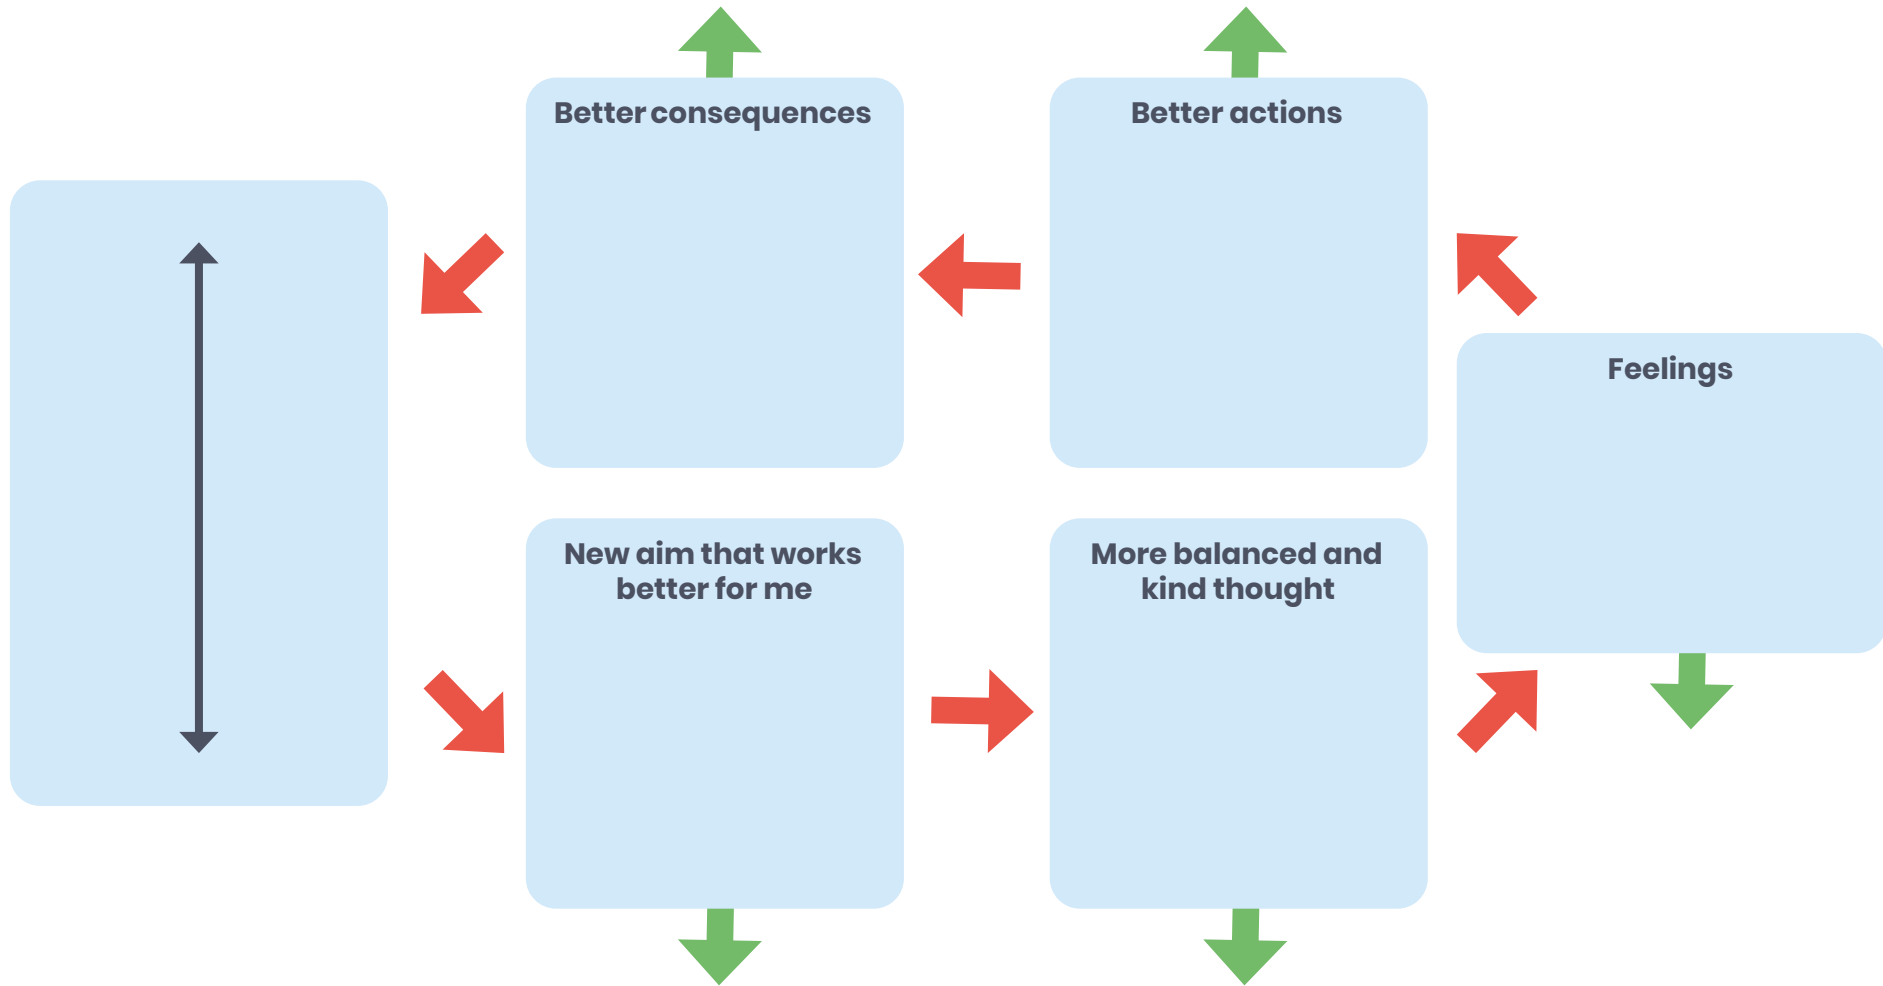 Better consequences
Better actions
Feelings
New aim that works
better for me
More balanced and
kind thought